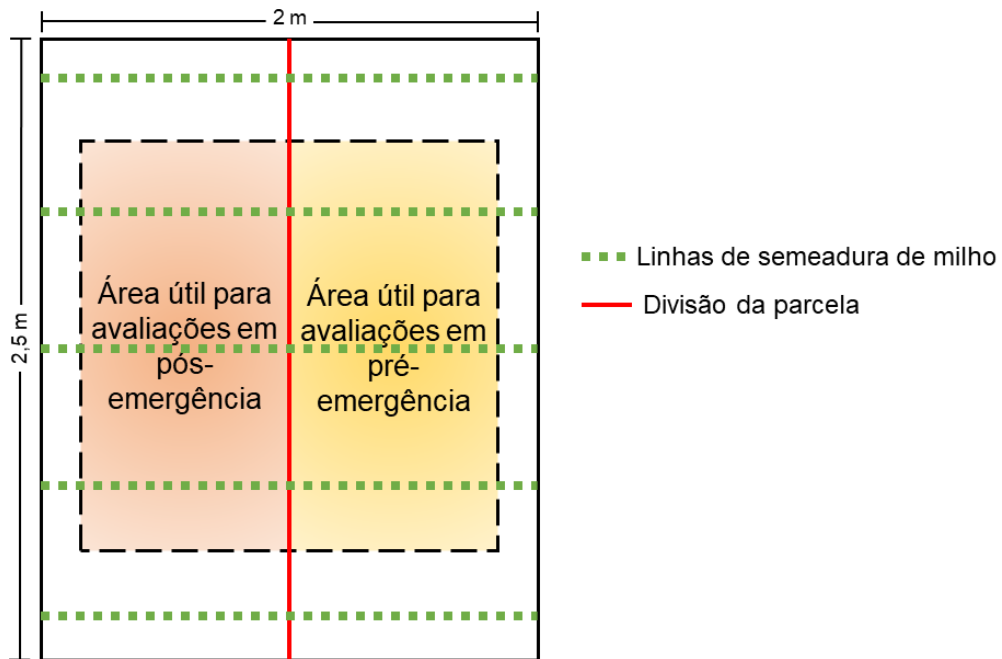 2 m
2,5 m
Área útil para
avaliações em
pós-
emergência
Área útil para
avaliações em
pré-
emergência
Linhas de semeadura de milho
Divisão da parcela